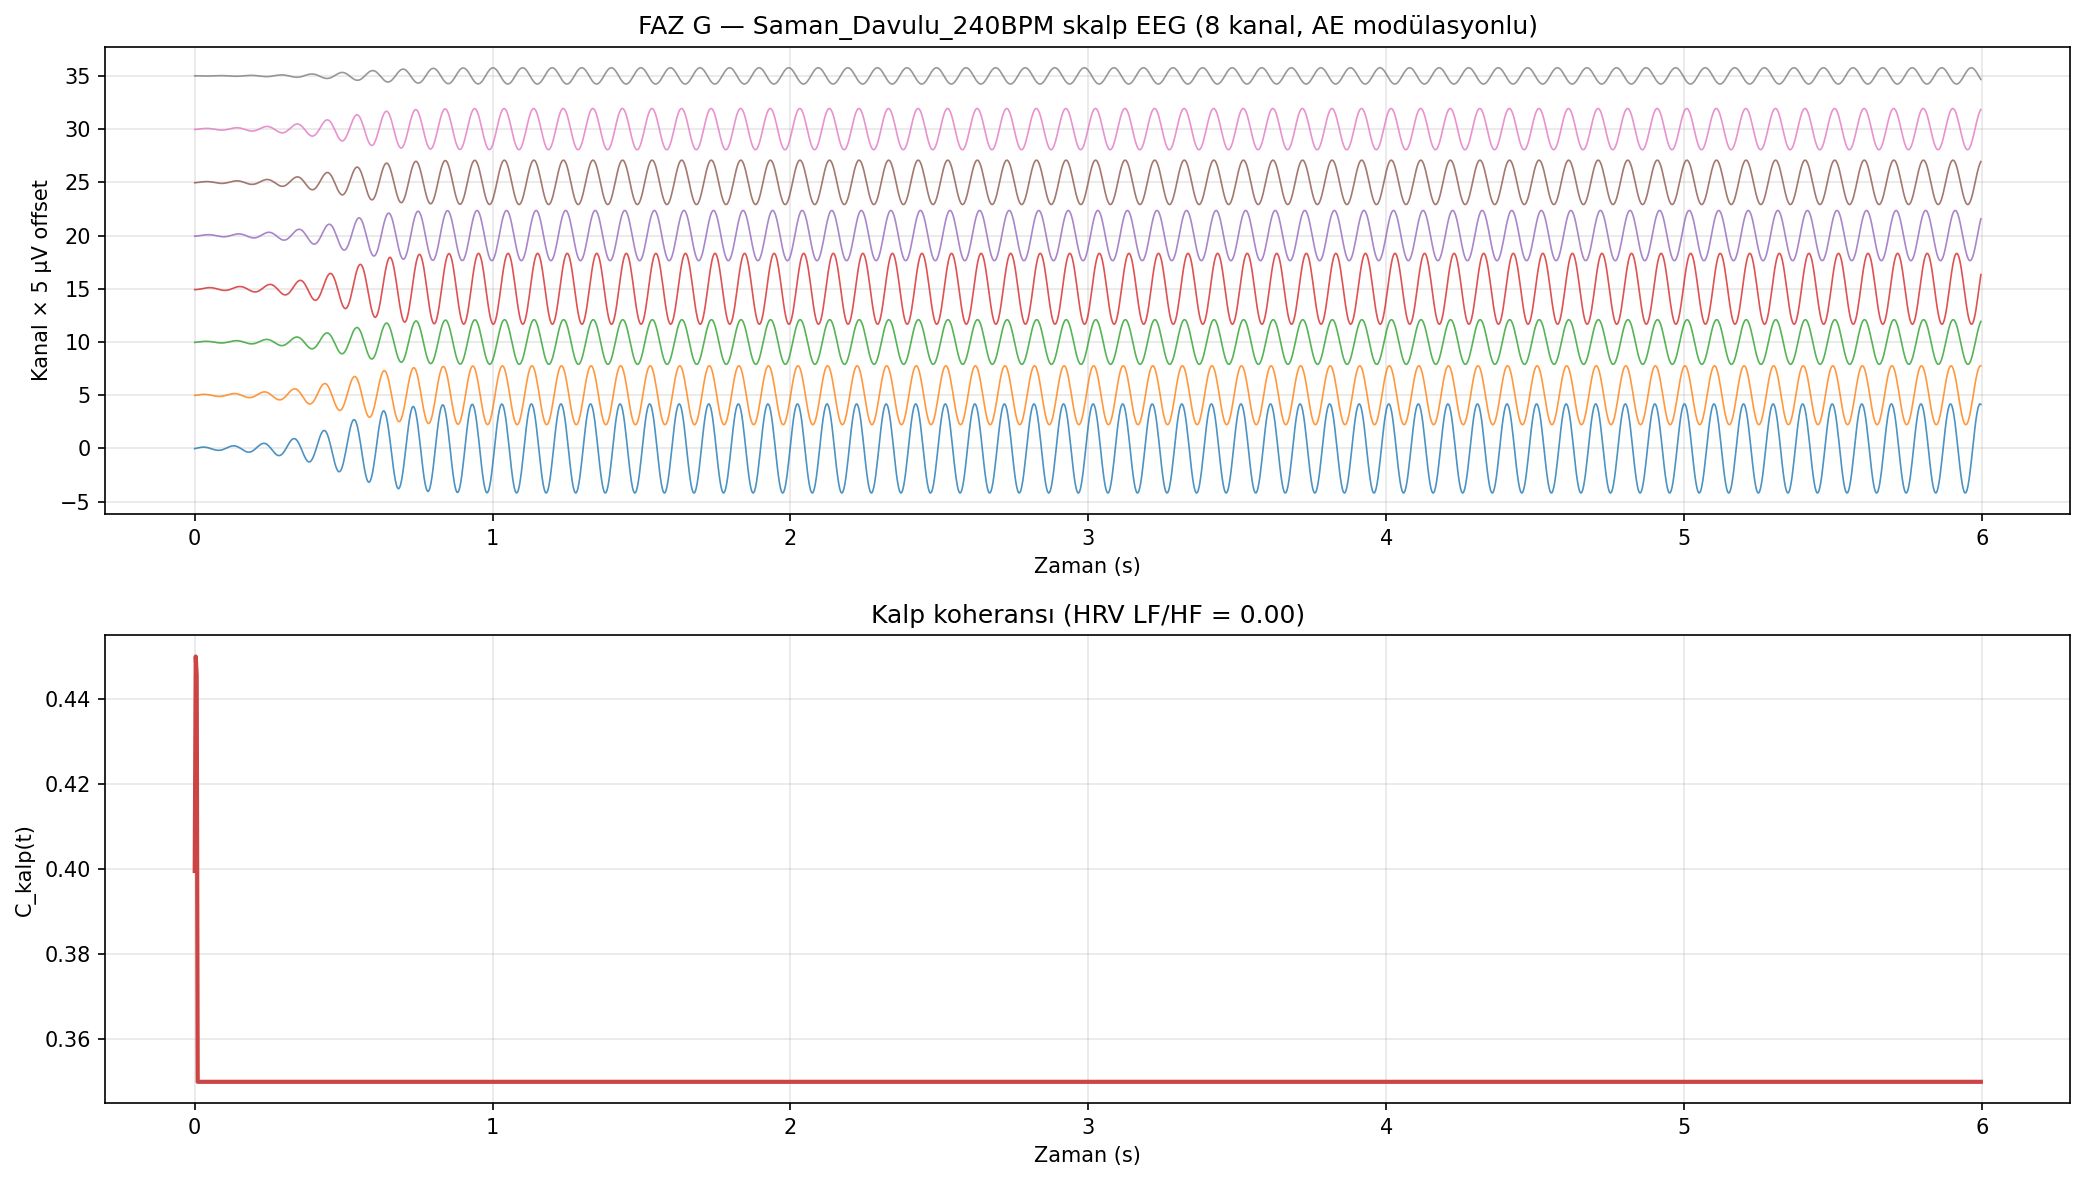 FAZ G — Saman_Davulu_240BPM skalp EEG (8 kanal, AE modülasyonlu)
Kanal × 5 µV offset
35
30
25
20
15
10
5
0
−5
0 1 2 3 4 5 6
Zaman (s)
Kalp koheransı (HRV LF/HF = 0.00)
C_kalp(t)
0.44
0.42
0.40
0.38
0.36
0 1 2 3 4 5 6
Zaman (s)